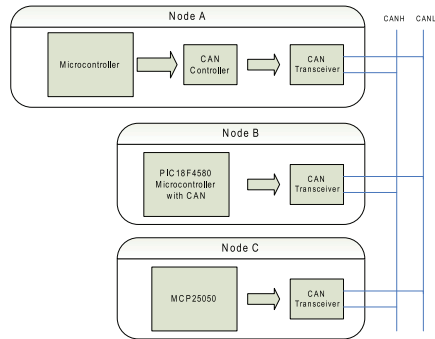 Node A
CANH CANL
Microcontroller
CAN
Controller
CAN
Transceiver
Node B
PIC18F4580
Microcontroller
with CAN
CAN
Transceiver
Node C
MCP25050
CAN
Transceiver